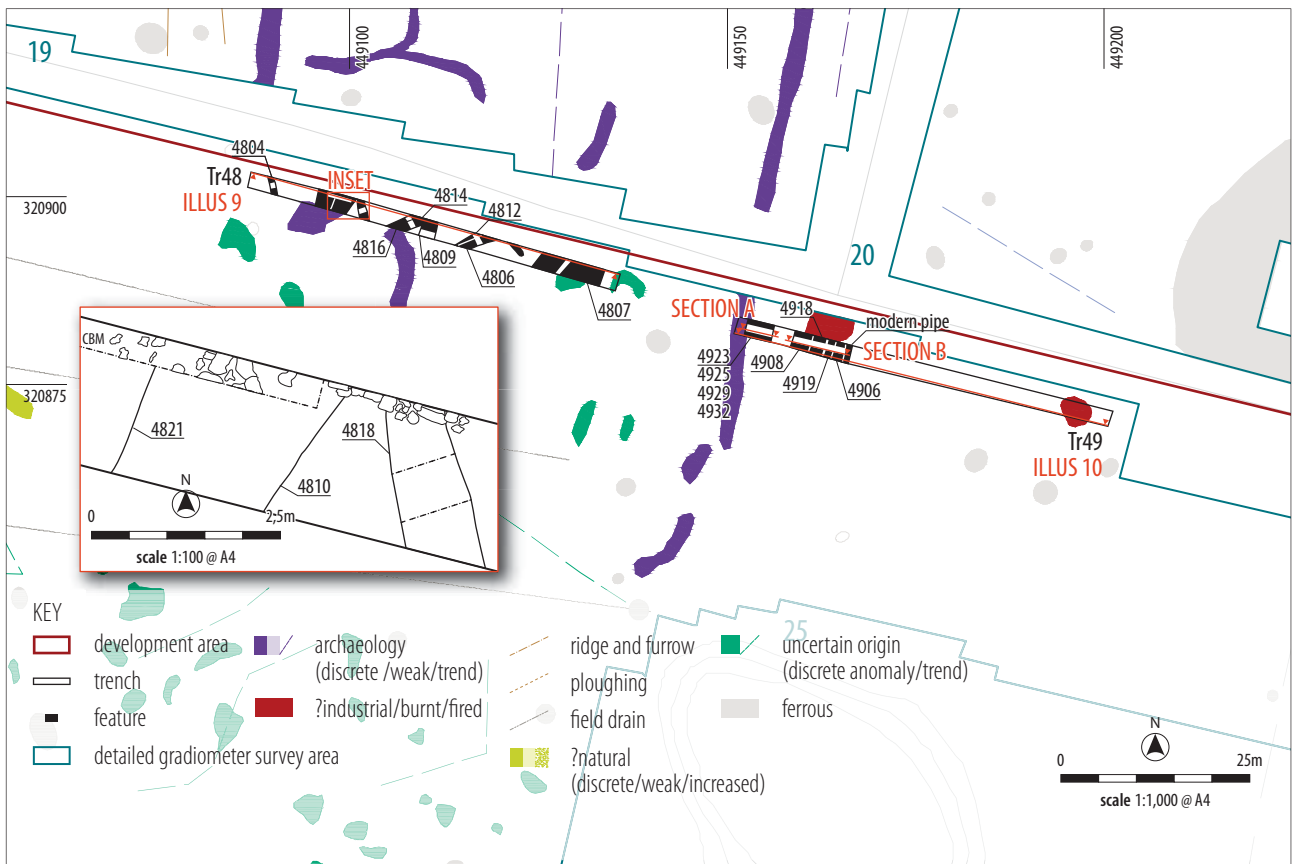 19
449100
449150
449200
20
4804
Tr48
INSET
ILLUS 9
4814
4812
4816
4809
4806
4807
320900
320875
SECTION A
4918
modern pipe
SECTION B
4923
4925
4929
4932
4908
4919
4906
Tr49
ILLUS 10
CBM
4821
4818
4810
N
0
2,5m
scale 1:100 @ A4
25
KEY
development area
trench
feature
detailed gradiometer survey area
archaeology
(discrete /weak/trend)
?industrial/burnt/fired
ridge and furrow
ploughing
field drain
?natural
(discrete/weak/increased)
uncertain origin
(discrete anomaly/trend)
ferrous
N
0
25m
scale 1:1,000 @ A4